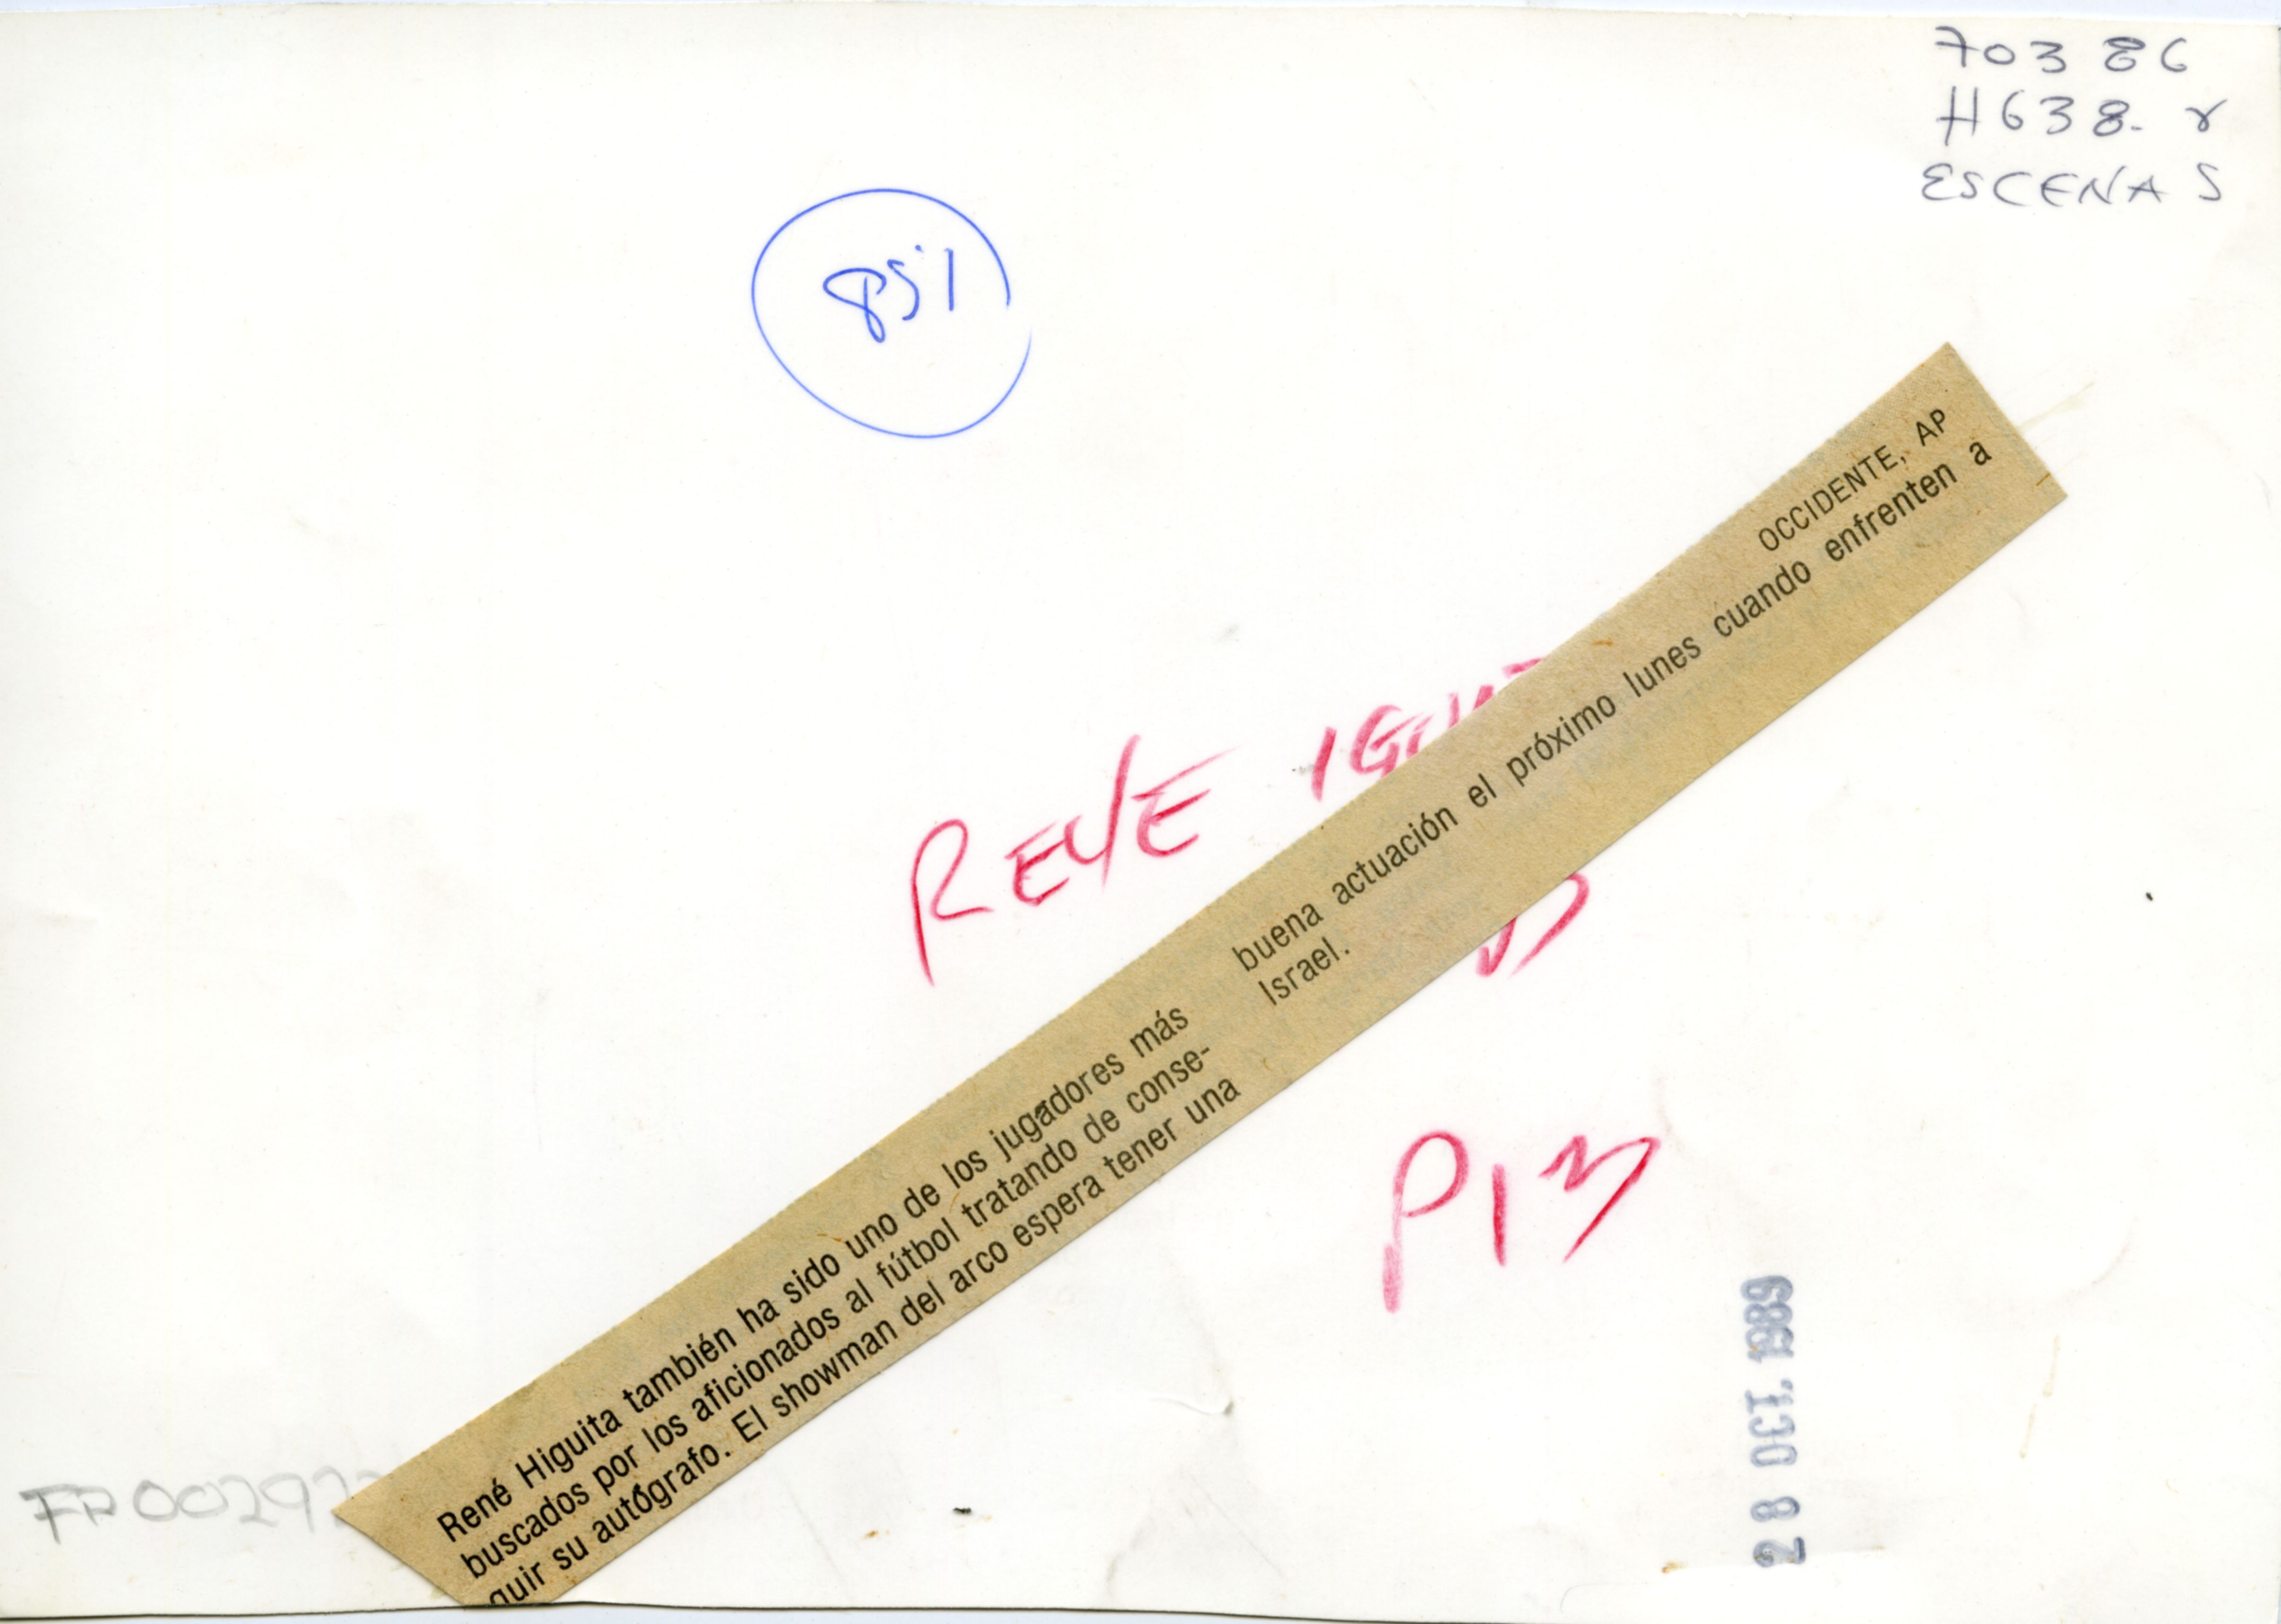 70386
H638-r
ESCENAS
851
RENE
OCCIDENTE, AP
René Higuita también ha sido uno de los jugadores más
buscados por los aficionados al fútbol tratando de conse-
guir su autógrafo. El showman del arco espera tener una
buena actuación el próximo lunes cuando enfrenten a
Israel.
28 OCT. 1989